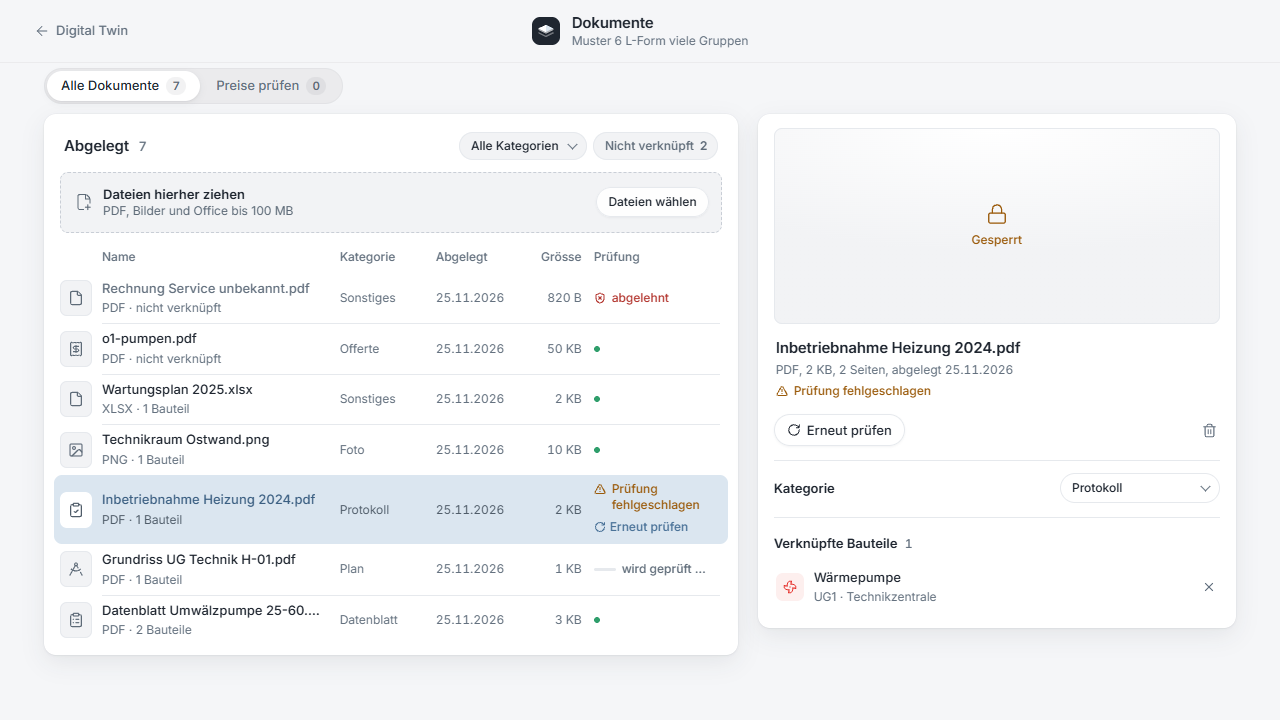 Digital Twin
Dokumente
Muster 6 L-Form viele Gruppen
Alle Dokumente 7
Preise prüfen 0
Abgelegt 7
Alle Kategorien
Nicht verknüpft 2
Dateien hierher ziehen
PDF, Bilder und Office bis 100 MB
Dateien wählen
Name Kategorie Abgelegt Grösse Prüfung
Rechnung Service unbekannt.pdf
PDF · nicht verknüpft
Sonstiges 25.11.2026 820 B abgelehnt
o1-pumpen.pdf
PDF · nicht verknüpft
Offerte 25.11.2026 50 KB
Wartungsplan 2025.xlsx
XLSX · 1 Bauteil
Sonstiges 25.11.2026 2 KB
Technikraum Ostwand.png
PNG · 1 Bauteil
Foto 25.11.2026 10 KB
Inbetriebnahme Heizung 2024.pdf
PDF · 1 Bauteil
Protokoll 25.11.2026 2 KB
Prüfung
fehlgeschlagen
Erneut prüfen
Grundriss UG Technik H-01.pdf
PDF · 1 Bauteil
Plan 25.11.2026 1 KB wird geprüft ...
Datenblatt Umwälzpumpe 25-60....
PDF · 2 Bauteile
Datenblatt 25.11.2026 3 KB
Gesperrt
Inbetriebnahme Heizung 2024.pdf
PDF, 2 KB, 2 Seiten, abgelegt 25.11.2026
Prüfung fehlgeschlagen
Erneut prüfen
Kategorie
Protokoll
Verknüpfte Bauteile 1
Wärmepumpe
UG1 · Technikzentrale